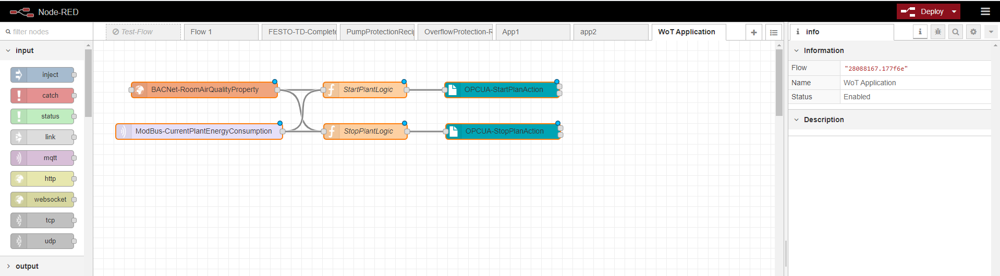 Node-RED
Deploy
filter nodes
Test-Flow
Flow 1
FESTO-TD-Complete
PumpProtectionReci
OverflowProtection-R
App1
app2
WoT Application
info
input
inject
catch
status
link
mqtt
http
websocket
tcp
udp
output
BACNet-RoomAirQualityProperty
StartPlantLogic
OPCUA-StartPlanAction
ModBus-CurrentPlantEnergyConsumption
StopPlantLogic
OPCUA-StopPlanAction
Information
Flow "28088167.177f6e"
Name WoT Application
Status Enabled
Description